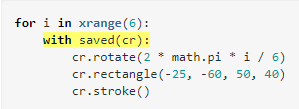 for i in xrange(6):
    with saved(cr):
        cr.rotate(2 * math.pi * i / 6)
        cr.rectangle(-25, -60, 50, 40)
        cr.stroke()